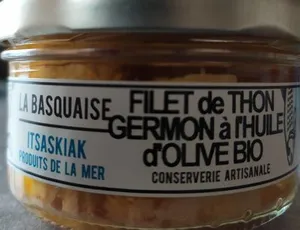 LA BASQUAISE
ITSASKIAK
PRODUITS DE LA MER
FILET de THON
GERMON à l'HUILE
d'OLIVE BIO
CONSERVERIE ARTISANALE